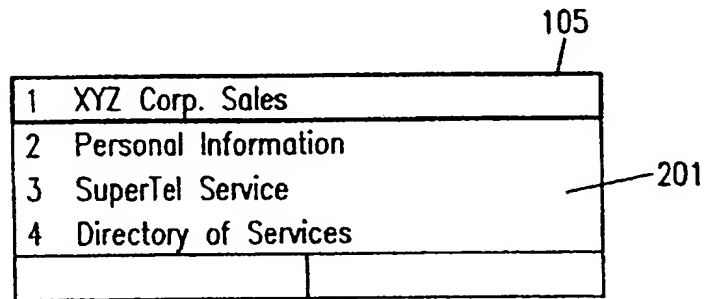 105
1 XYZ Corp. Sales
2 Personal Information
3 SuperTel Service
201
4 Directory of Services